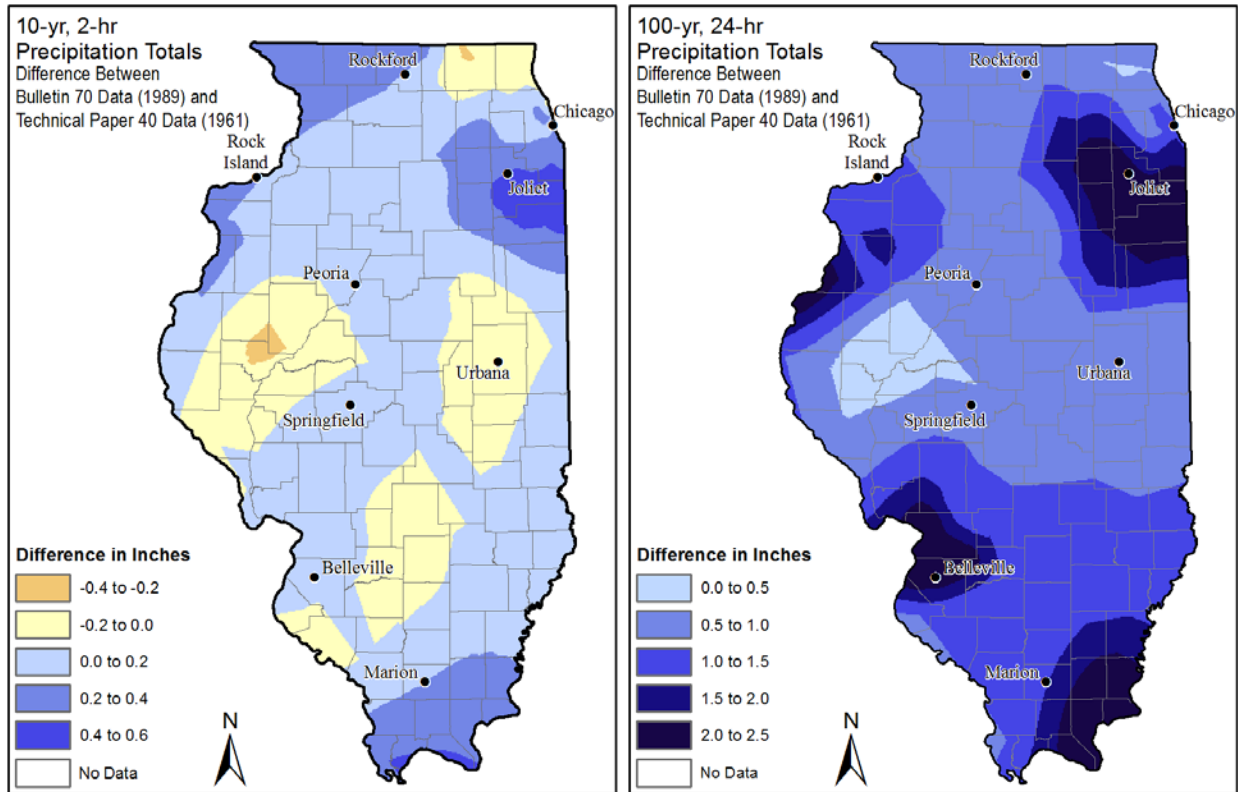 10-yr, 2-hr
Precipitation Totals
Difference Between
Bulletin 70 Data (1989) and
Technical Paper 40 Data (1961)
Rockford
Chicago
Rock
Island
Joliet
Peoria
Urbana
Springfield
Belleville
Marion
Difference in Inches
-0.4 to -0.2
-0.2 to 0.0
0.0 to 0.2
0.2 to 0.4
0.4 to 0.6
No Data
N
100-yr, 24-hr
Precipitation Totals
Difference Between
Bulletin 70 Data (1989) and
Technical Paper 40 Data (1961)
Rockford
Chicago
Rock
Island
Joliet
Peoria
Urbana
Springfield
Belleville
Marion
Difference in Inches
0.0 to 0.5
0.5 to 1.0
1.0 to 1.5
1.5 to 2.0
2.0 to 2.5
No Data
N